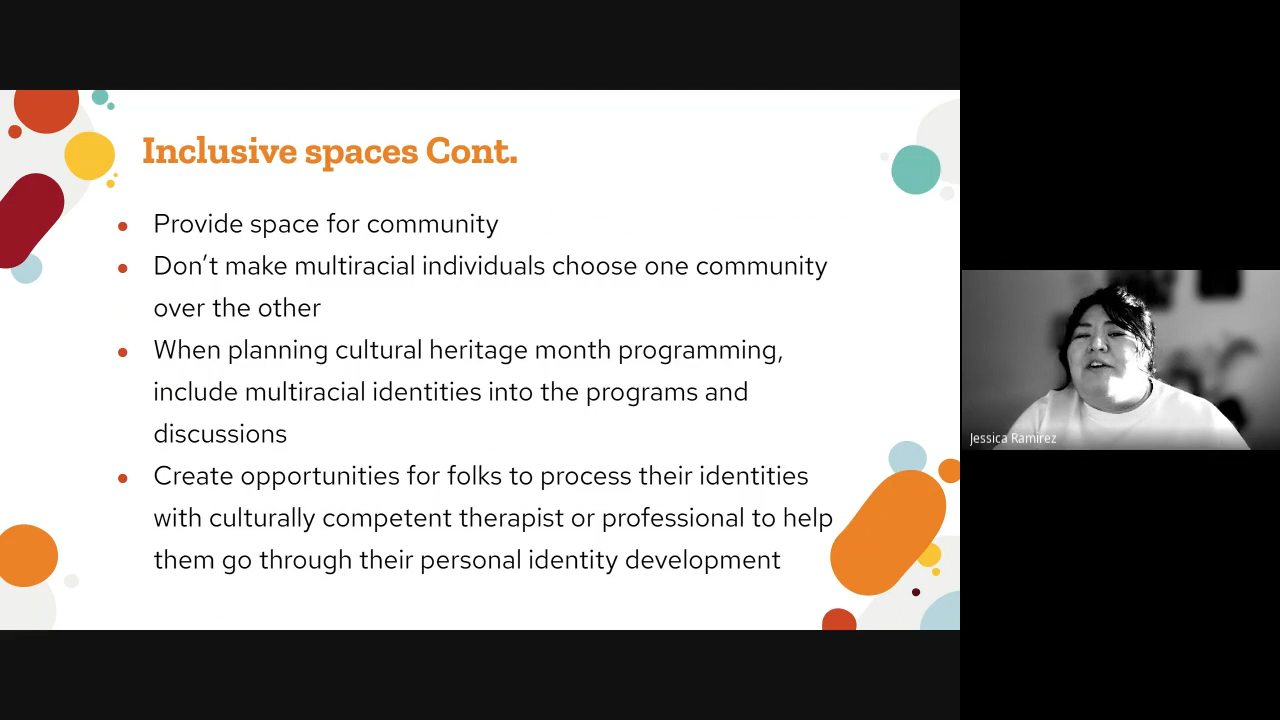 Inclusive spaces Cont.
Provide space for community
Don't make multiracial individuals choose one community
over the other
When planning cultural heritage month programming,
include multiracial identities into the programs and
discussions
Create opportunities for folks to process their identities
with culturally competent therapist or professional to help
them go through their personal identity development
Jessica Ramirez